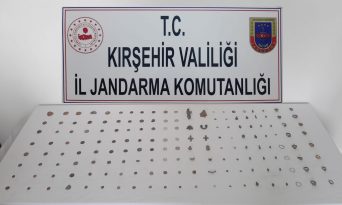 T.C.
KIRŞEHİR VALİLİĞİ
İL JANDARMA KOMUTANLIĞI